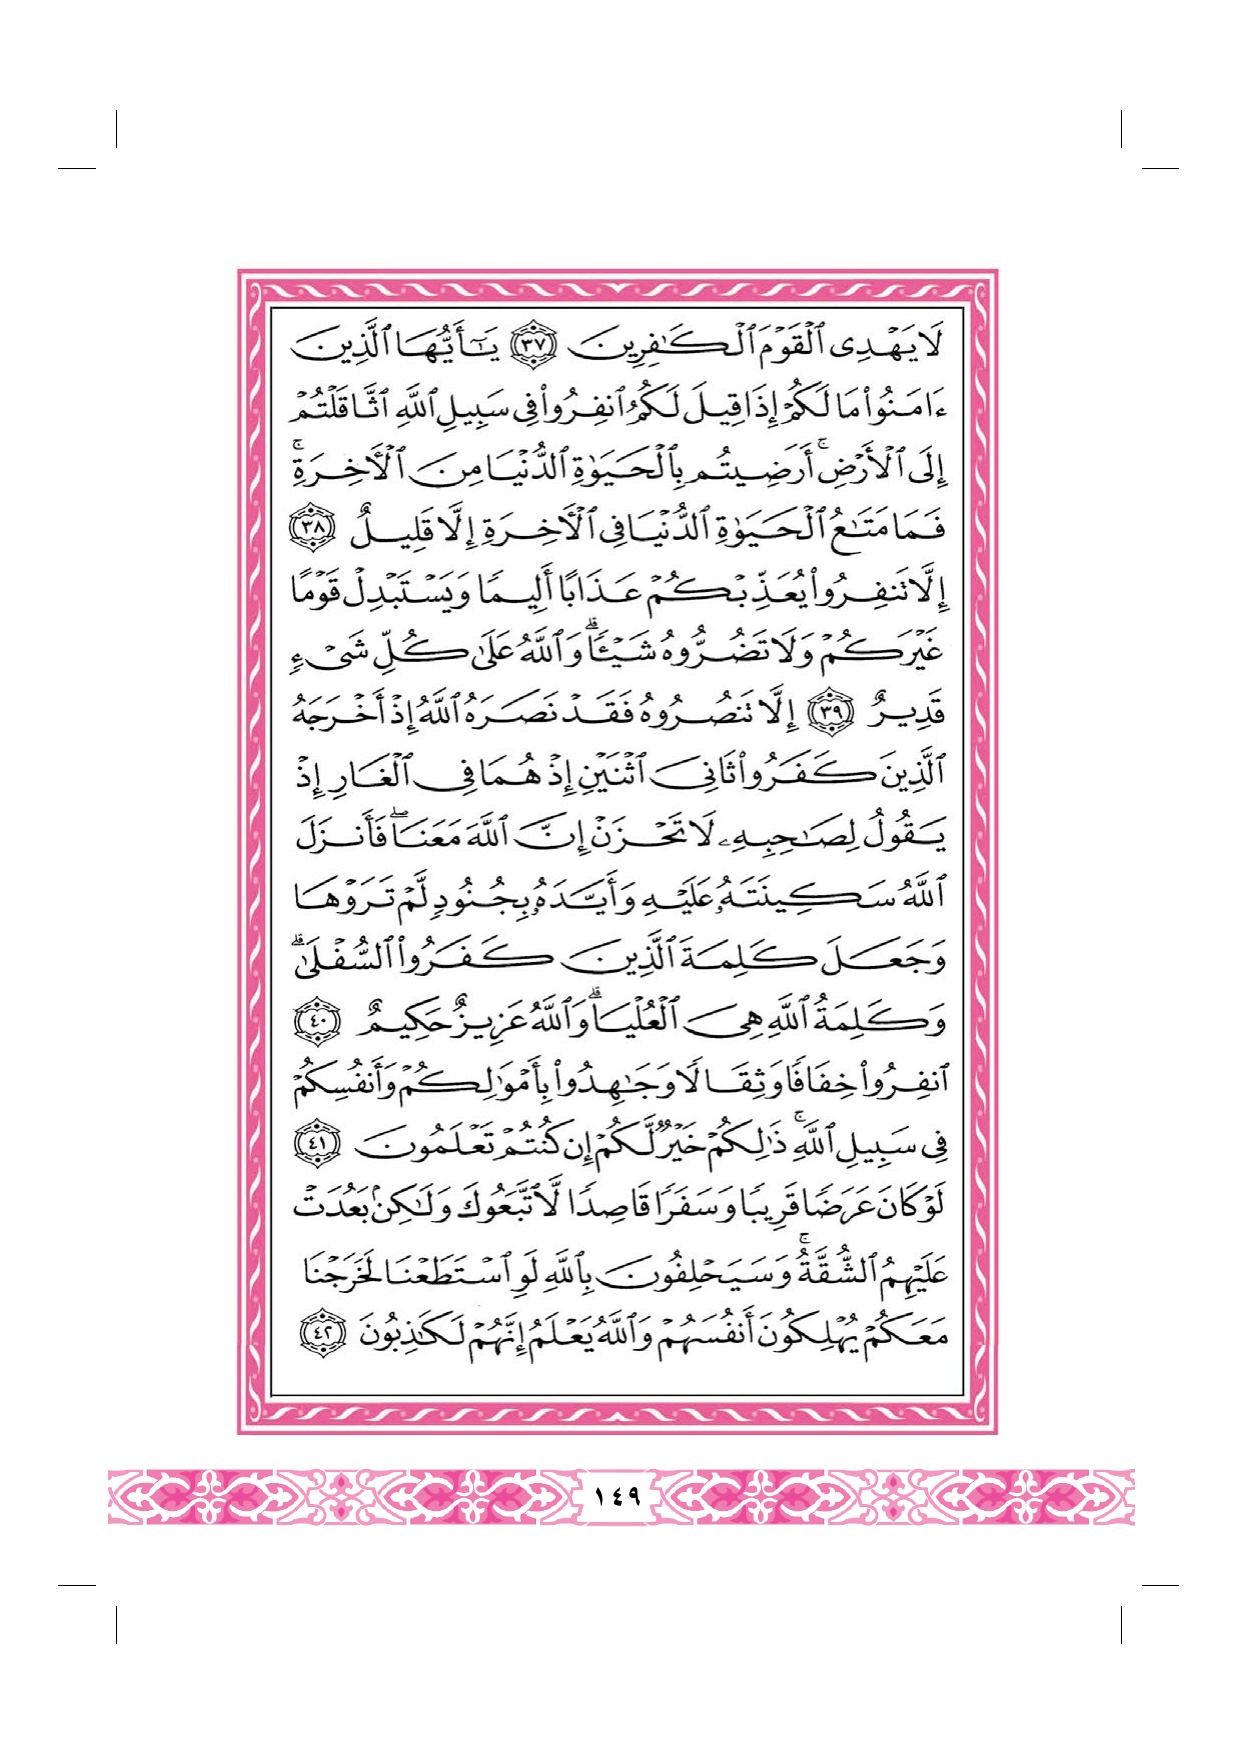 لَا يَهْدِى ٱلْقَوْمَ ٱلْكَٰفِرِينَ ﴿٣٧﴾ يَٰٓأَيُّهَا ٱلَّذِينَ
ءَامَنُوا۟ مَا لَكُمْ إِذَا قِيلَ لَكُمُ ٱنفِرُوا۟ فِى سَبِيلِ ٱللَّهِ ٱثَّاقَلْتُمْ
إِلَى ٱلْأَرْضِ ۚ أَرَضِيتُم بِٱلْحَيَوٰةِ ٱلدُّنْيَا مِنَ ٱلْأَخِرَةِ ۚ
فَمَا مَتَٰعُ ٱلْحَيَوٰةِ ٱلدُّنْيَا فِى ٱلْأَخِرَةِ إِلَّا قَلِيلٌ ﴿٣٨﴾
إِلَّا تَنفِرُوا۟ يُعَذِّبْكُمْ عَذَابًا أَلِيمًا وَيَسْتَبْدِلْ قَوْمًا
غَيْرَكُمْ وَلَا تَضُرُّوهُ شَيْـًٔا ۗ وَٱللَّهُ عَلَىٰ كُلِّ شَىْءٍ
قَدِيرٌ ﴿٣٩﴾ إِلَّا تَنصُرُوهُ فَقَدْ نَصَرَهُ ٱللَّهُ إِذْ أَخْرَجَهُ
ٱلَّذِينَ كَفَرُوا۟ ثَانِىَ ٱثْنَيْنِ إِذْ هُمَا فِى ٱلْغَارِ إِذْ
يَقُولُ لِصَٰحِبِهِۦ لَا تَحْزَنْ إِنَّ ٱللَّهَ مَعَنَا ۖ فَأَنزَلَ
ٱللَّهُ سَكِينَتَهُۥ عَلَيْهِ وَأَيَّدَهُۥ بِجُنُودٍ لَّمْ تَرَوْهَا
وَجَعَلَ كَلِمَةَ ٱلَّذِينَ كَفَرُوا۟ ٱلسُّفْلَىٰ ۗ
وَكَلِمَةُ ٱللَّهِ هِىَ ٱلْعُلْيَا ۗ وَٱللَّهُ عَزِيزٌ حَكِيمٌ ﴿٤٠﴾
ٱنفِرُوا۟ خِفَافًا وَثِقَالًا وَجَٰهِدُوا۟ بِأَمْوَٰلِكُمْ وَأَنفُسِكُمْ
فِى سَبِيلِ ٱللَّهِ ۚ ذَٰلِكُمْ خَيْرٌ لَّكُمْ إِن كُنتُمْ تَعْلَمُونَ ﴿٤١﴾
لَوْ كَانَ عَرَضًا قَرِيبًا وَسَفَرًا قَاصِدًا لَّٱتَّبَعُوكَ وَلَٰكِنۢ بَعُدَتْ
عَلَيْهِمُ ٱلشُّقَّةُ ۚ وَسَيَحْلِفُونَ بِٱللَّهِ لَوِ ٱسْتَطَعْنَا لَخَرَجْنَا
مَعَكُمْ يُهْلِكُونَ أَنفُسَهُمْ وَٱللَّهُ يَعْلَمُ إِنَّهُمْ لَكَٰذِبُونَ ﴿٤٢﴾
١٤٩